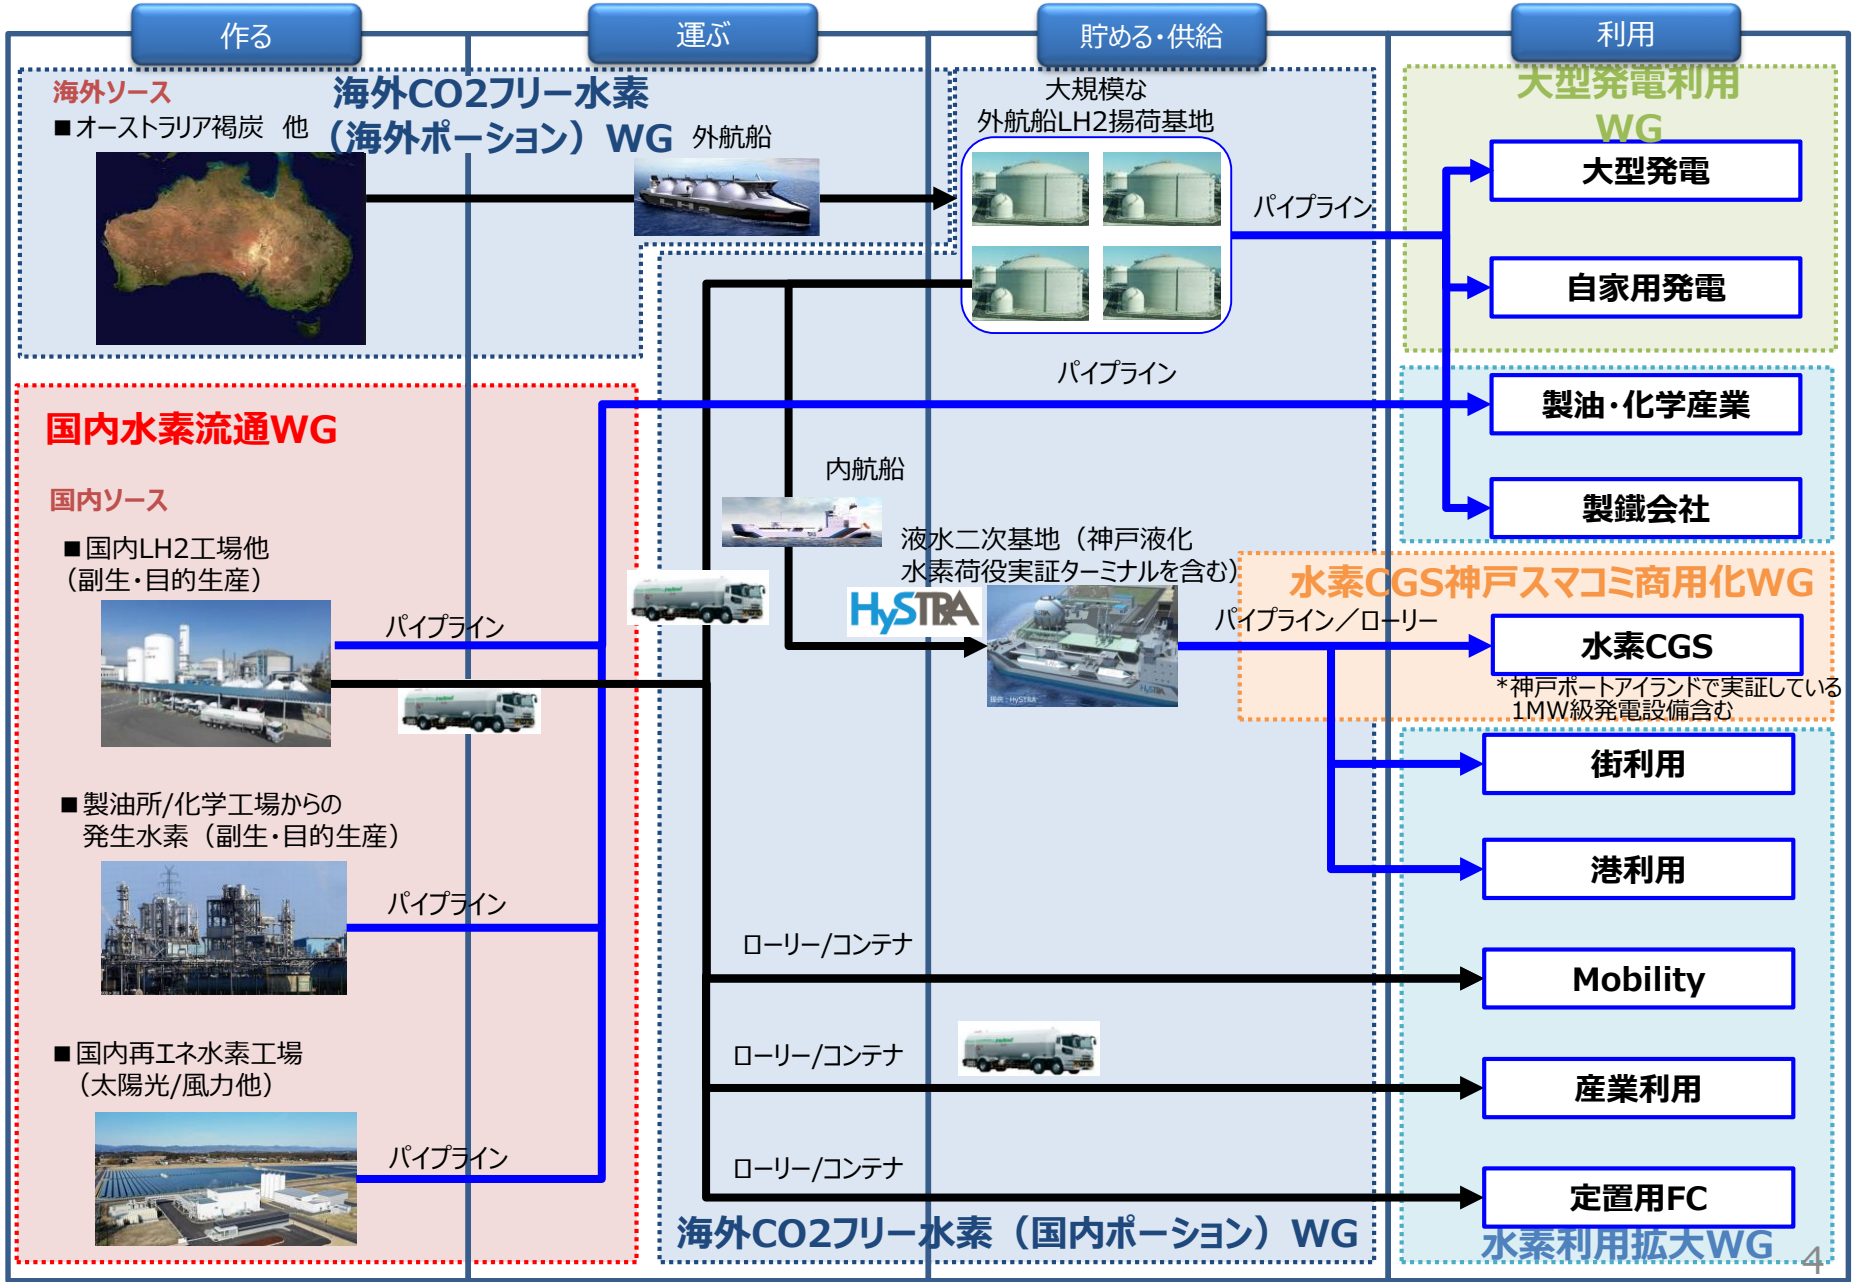 作る
運ぶ
貯める・供給
利用
海外ソース
■オーストラリア褐炭　他
海外CO2フリー水素
（海外ポーション）WG
外航船
大規模な
外航船LH2揚荷基地
パイプライン
大型発電利用
WG
大型発電
自家用発電
パイプライン
製油・化学産業
製鐵会社
国内水素流通WG
国内ソース
■国内LH2工場他
（副生・目的生産）
パイプライン
内航船
液水二次基地（神戸液化
水素荷役実証ターミナルを含む）
HySTRA
提供：HySTRA
パイプライン／ローリー
水素CGS神戸スマコミ商用化WG
水素CGS
*神戸ポートアイランドで実証している
1MW級発電設備含む
街利用
港利用
■製油所/化学工場からの
発生水素（副生・目的生産）
パイプライン
ローリー/コンテナ
Mobility
■国内再エネ水素工場
（太陽光/風力他）
パイプライン
ローリー/コンテナ
産業利用
ローリー/コンテナ
定置用FC
海外CO2フリー水素（国内ポーション）WG
水素利用拡大WG
4